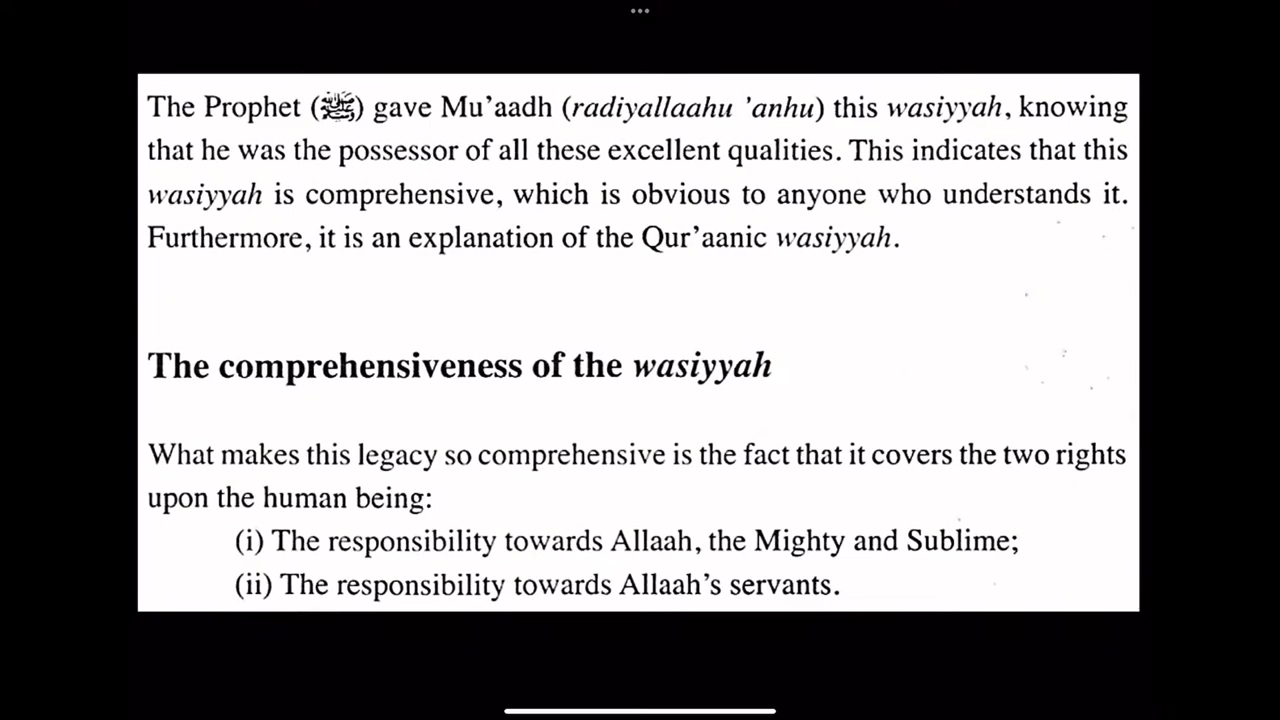 The Prophet (ﷺ) gave Mu’aadh (radiyallaahu ’anhu) this wasiyyah, knowing
that he was the possessor of all these excellent qualities. This indicates that this
wasiyyah is comprehensive, which is obvious to anyone who understands it.
Furthermore, it is an explanation of the Qur’aanic wasiyyah.
The comprehensiveness of the wasiyyah
What makes this legacy so comprehensive is the fact that it covers the two rights
upon the human being:
(i) The responsibility towards Allaah, the Mighty and Sublime;
(ii) The responsibility towards Allaah’s servants.